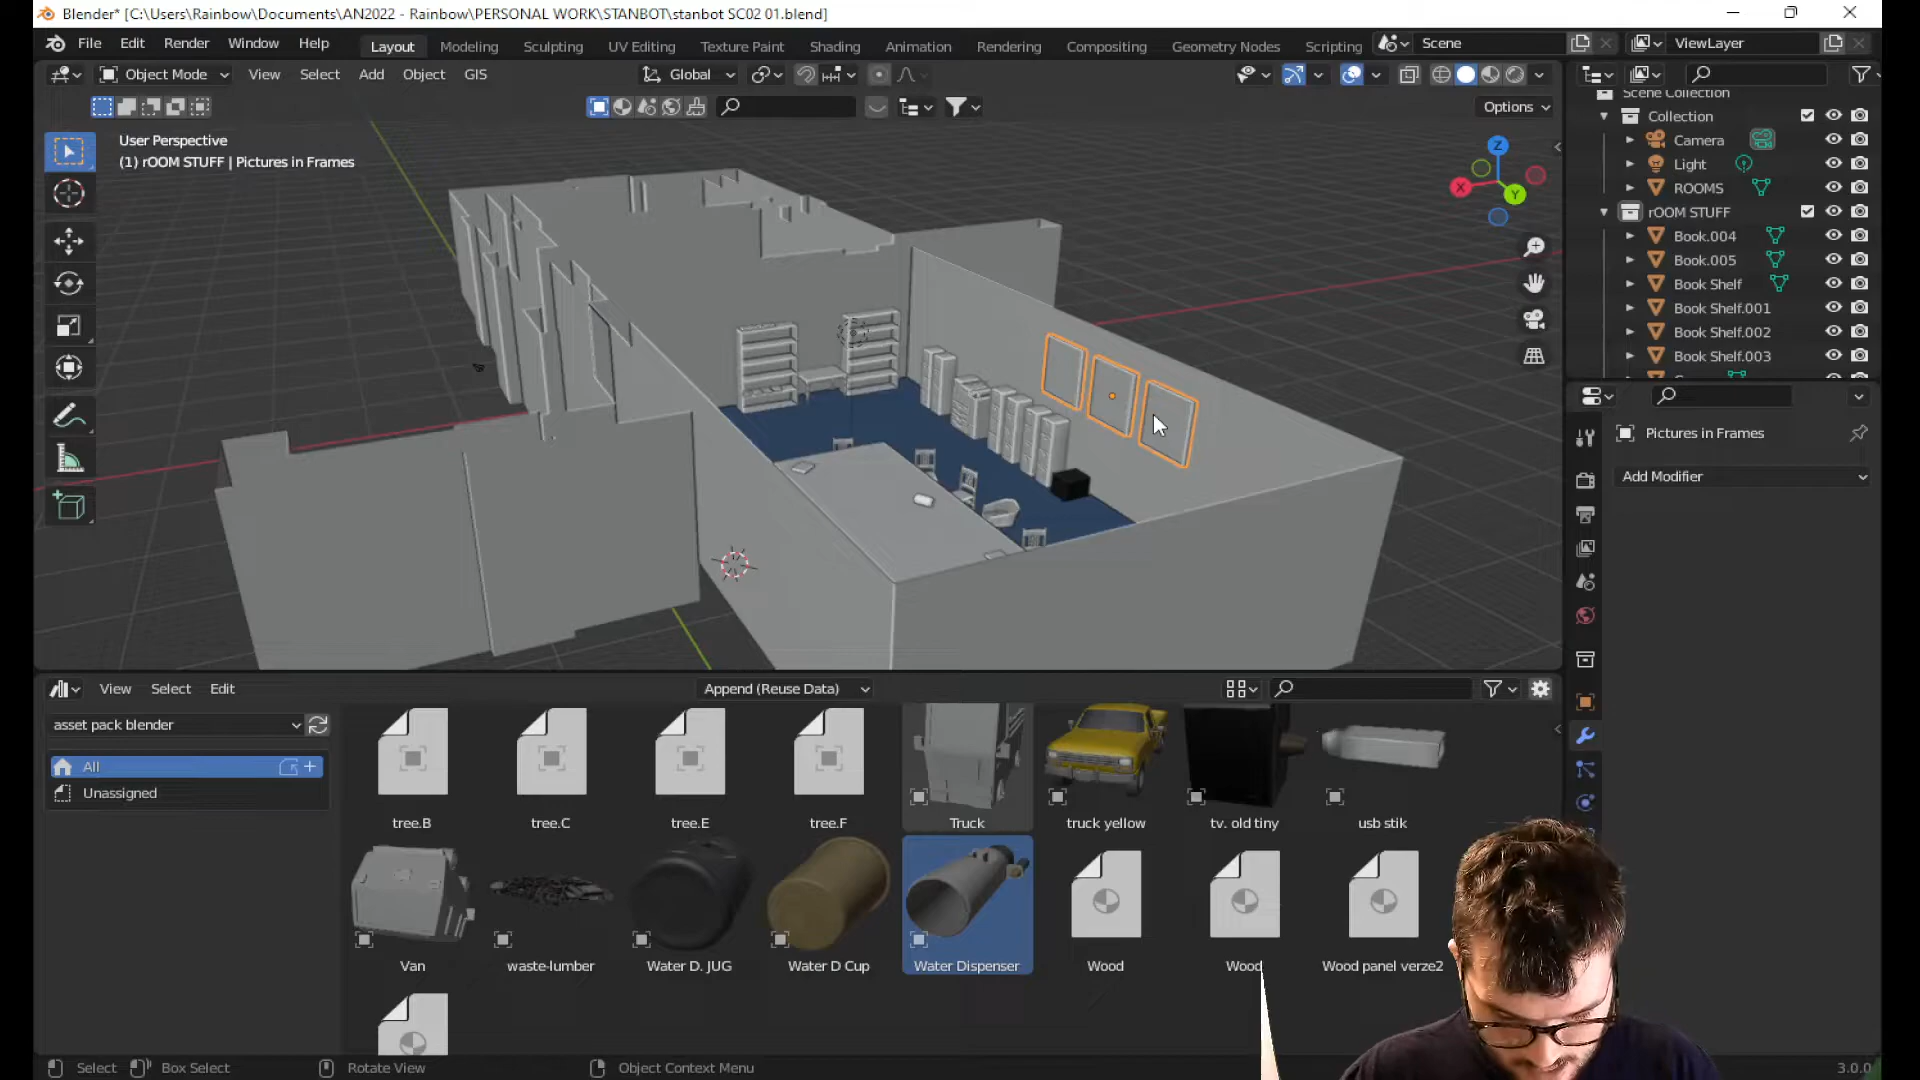 Blender* [C:\Users\Rainbow\Documents\AN2022 - Rainbow\PERSONAL WORK\STANBOT\stanbot SC02 01.blend]
File Edit Render Window Help Layout Modeling Sculpting UV Editing Texture Paint Shading Animation Rendering Compositing Geometry Nodes Scripting Scene ViewLayer
Object Mode View Select Add Object GIS Global
Options
User Perspective
(1) rOOM STUFF | Pictures in Frames
Z
X
Y
Scene Collection
Collection
Camera
Light
ROOMS
rOOM STUFF
Book.004
Book.005
Book Shelf
Book Shelf.001
Book Shelf.002
Book Shelf.003
Pictures in Frames
Add Modifier
View Select Edit Append (Reuse Data)
asset pack blender
All
Unassigned
tree.B tree.C tree.E tree.F Truck truck yellow tv. old tiny usb stik
Van waste-lumber Water D. JUG Water D Cup Water Dispenser Wood Wood Wood panel verze2
Select Box Select Rotate View Object Context Menu 3.0.0